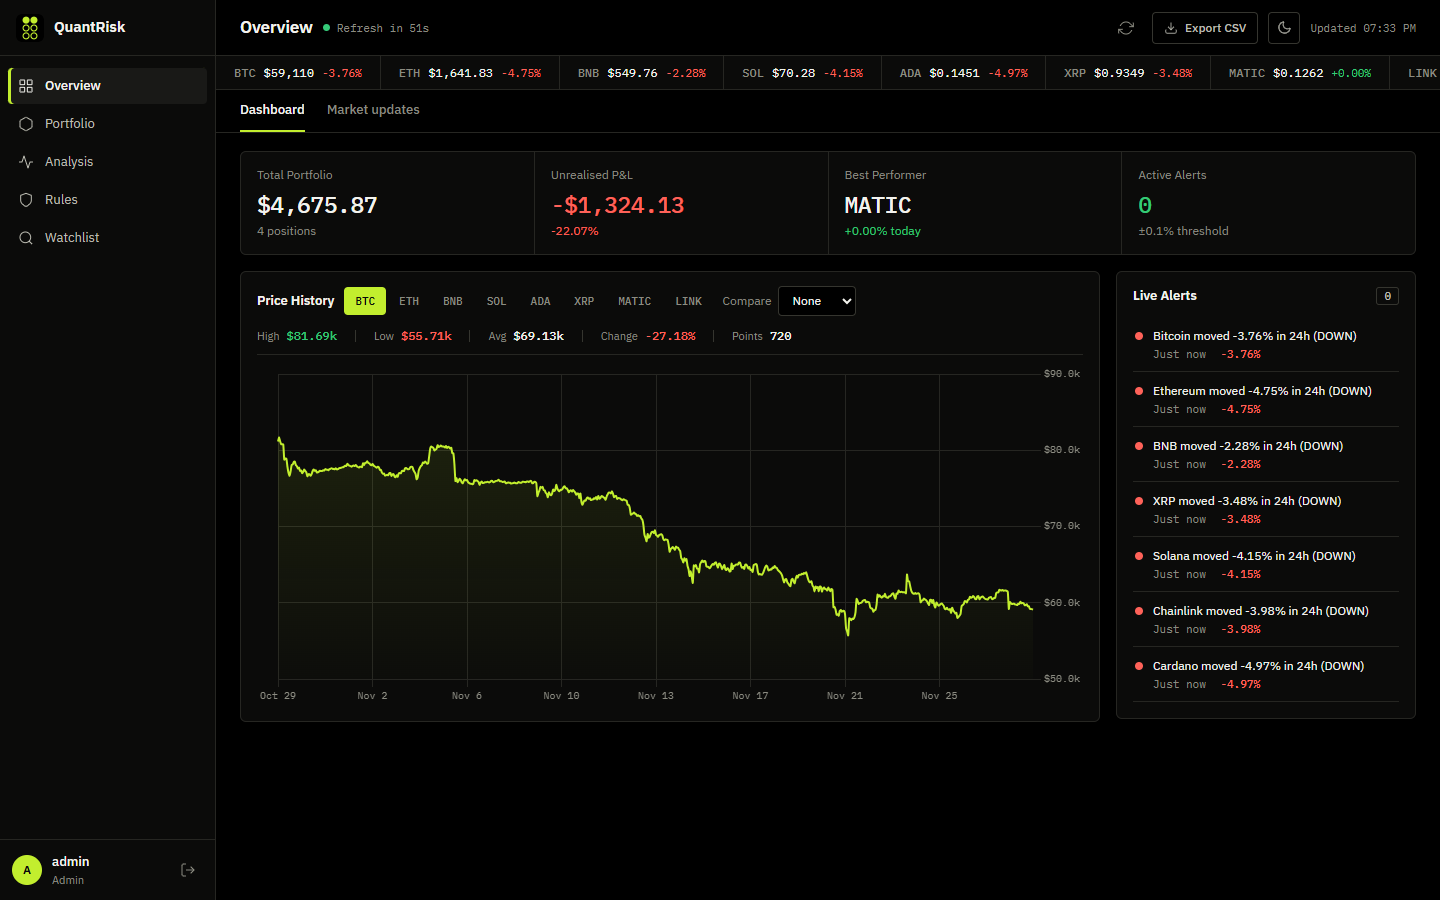 QuantRisk
Overview
Portfolio
Analysis
Rules
Watchlist
A
admin
Admin
Overview Refresh in 51s
Export CSV Updated 07:33 PM
BTC $59,110 -3.76% ETH $1,641.83 -4.75% BNB $549.76 -2.28% SOL $70.28 -4.15% ADA $0.1451 -4.97% XRP $0.9349 -3.48% MATIC $0.1262 +0.00% LINK
Dashboard Market updates
Total Portfolio
$4,675.87
4 positions
Unrealised P&L
-$1,324.13
-22.07%
Best Performer
MATIC
+0.00% today
Active Alerts
0
±0.1% threshold
Price History BTC ETH BNB SOL ADA XRP MATIC LINK Compare None
High $81.69k Low $55.71k Avg $69.13k Change -27.18% Points 720
$90.0k
$80.0k
$70.0k
$60.0k
$50.0k
Oct 29 Nov 2 Nov 6 Nov 10 Nov 13 Nov 17 Nov 21 Nov 25
Live Alerts 0
Bitcoin moved -3.76% in 24h (DOWN)
Just now -3.76%
Ethereum moved -4.75% in 24h (DOWN)
Just now -4.75%
BNB moved -2.28% in 24h (DOWN)
Just now -2.28%
XRP moved -3.48% in 24h (DOWN)
Just now -3.48%
Solana moved -4.15% in 24h (DOWN)
Just now -4.15%
Chainlink moved -3.98% in 24h (DOWN)
Just now -3.98%
Cardano moved -4.97% in 24h (DOWN)
Just now -4.97%